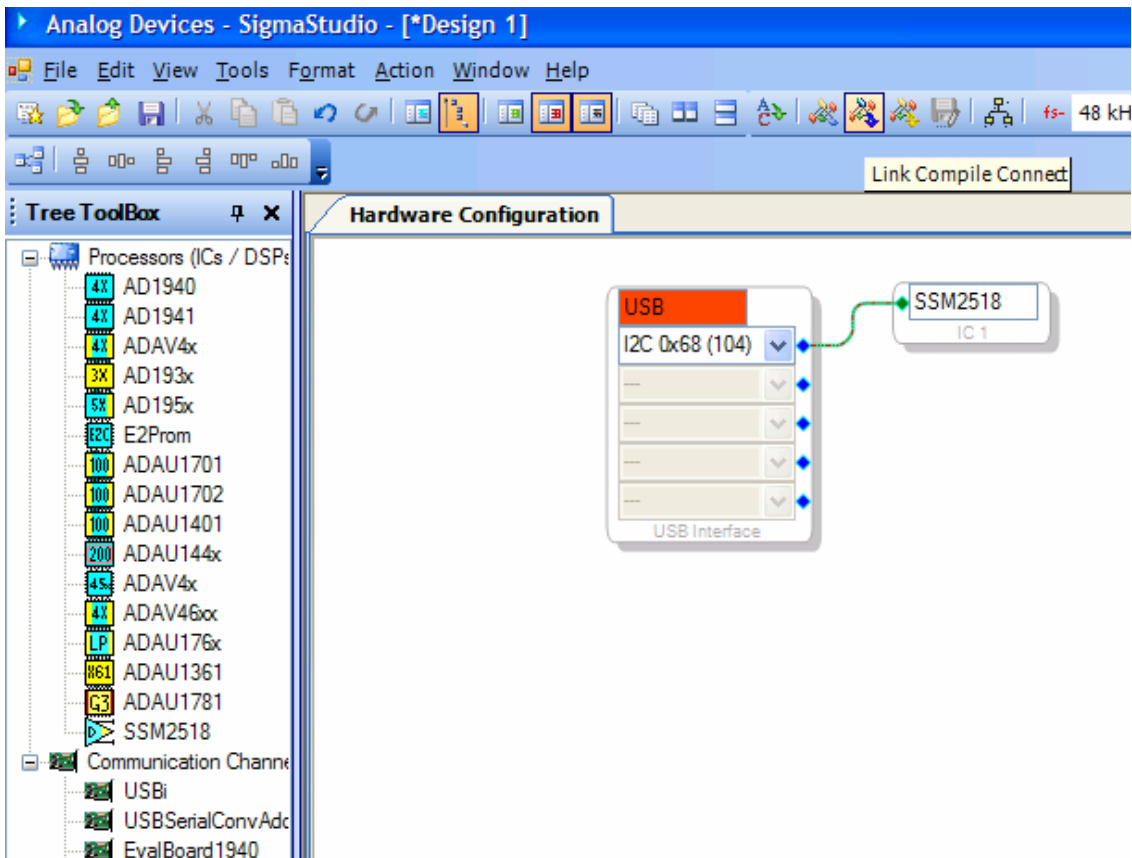 Analog Devices - SigmaStudio - [*Design 1]
File Edit View Tools Format Action Window Help
fs- 48 kH
Link Compile Connect
Tree ToolBox
Hardware Configuration
Processors (ICs / DSPs
4X AD1940
4X AD1941
4X ADAV4x
3X AD193x
5X AD195x
E2C E2Prom
100 ADAU1701
100 ADAU1702
100 ADAU1401
200 ADAU144x
45x ADAV4x
4X ADAV46xx
LP ADAU176x
X61 ADAU1361
G3 ADAU1781
SSM2518
Communication Channe
USBi
USBSerialConvAdd
EvalBoard1940
USB
I2C 0x68 (104)
---
---
---
---
USB Interface
SSM2518
IC 1